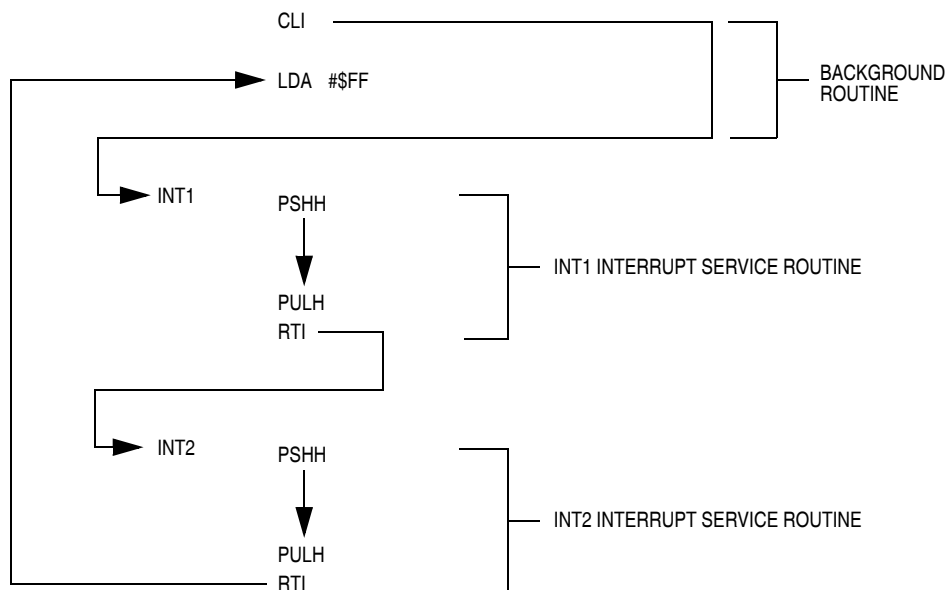 CLI
LDA #$FF
BACKGROUND
ROUTINE
INT1
PSHH
INT1 INTERRUPT SERVICE ROUTINE
PULH
RTI
INT2
PSHH
INT2 INTERRUPT SERVICE ROUTINE
PULH
RTI